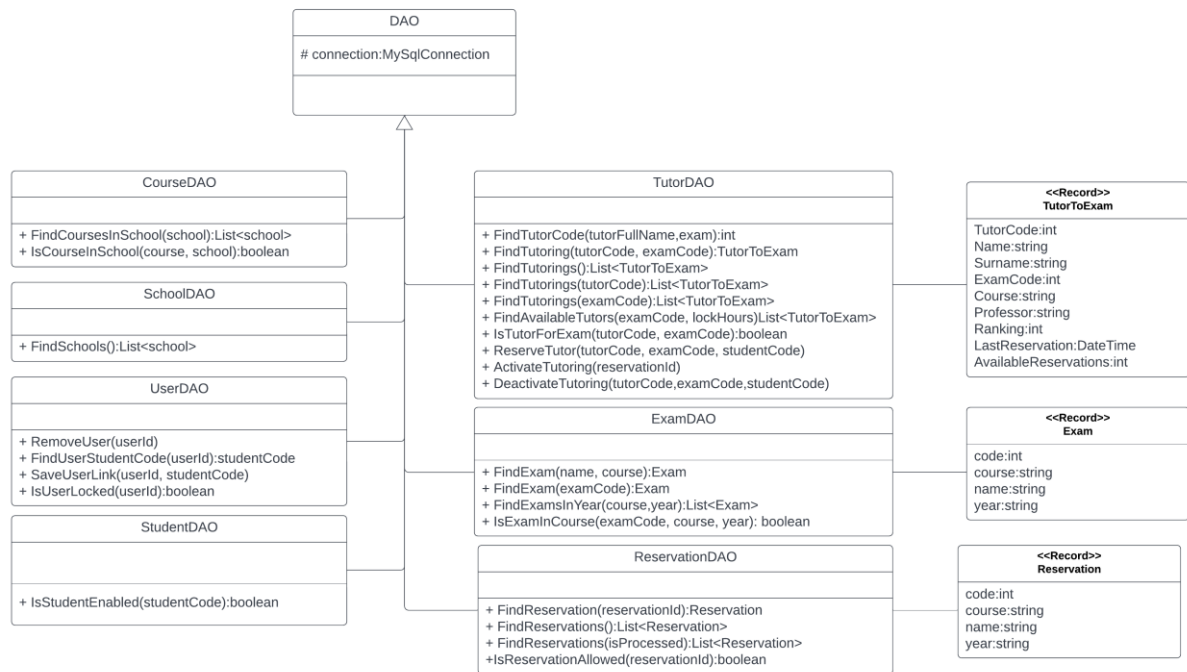 DAO
# connection:MySqlConnection
CourseDAO
+ FindCoursesInSchool(school):List<school>
+ IsCourseInSchool(course, school):boolean
SchoolDAO
+ FindSchools():List<school>
UserDAO
+ RemoveUser(userId)
+ FindUserStudentCode(userId):studentCode
+ SaveUserLink(userId, studentCode)
+ IsUserLocked(userId):boolean
StudentDAO
+ IsStudentEnabled(studentCode):boolean
TutorDAO
+ FindTutorCode(tutorFullName,exam):int
+ FindTutoring(tutorCode, examCode):TutorToExam
+ FindTutorings():List<TutorToExam>
+ FindTutorings(tutorCode):List<TutorToExam>
+ FindTutorings(examCode):List<TutorToExam>
+ FindAvailableTutors(examCode, lockHours)List<TutorToExam>
+ IsTutorForExam(tutorCode, examCode):boolean
+ ReserveTutor(tutorCode, examCode, studentCode)
+ ActivateTutoring(reservationId)
+ DeactivateTutoring(tutorCode,examCode,studentCode)
ExamDAO
+ FindExam(name, course):Exam
+ FindExam(examCode):Exam
+ FindExamsInYear(course,year):List<Exam>
+ IsExamInCourse(examCode, course, year): boolean
ReservationDAO
+ FindReservation(reservationId):Reservation
+ FindReservations():List<Reservation>
+ FindReservations(isProcessed):List<Reservation>
+IsReservationAllowed(reservationId):boolean
<<Record>>
TutorToExam
TutorCode:int
Name:string
Surname:string
ExamCode:int
Course:string
Professor:string
Ranking:int
LastReservation:DateTime
AvailableReservations:int
<<Record>>
Exam
code:int
course:string
name:string
year:string
<<Record>>
Reservation
code:int
course:string
name:string
year:string